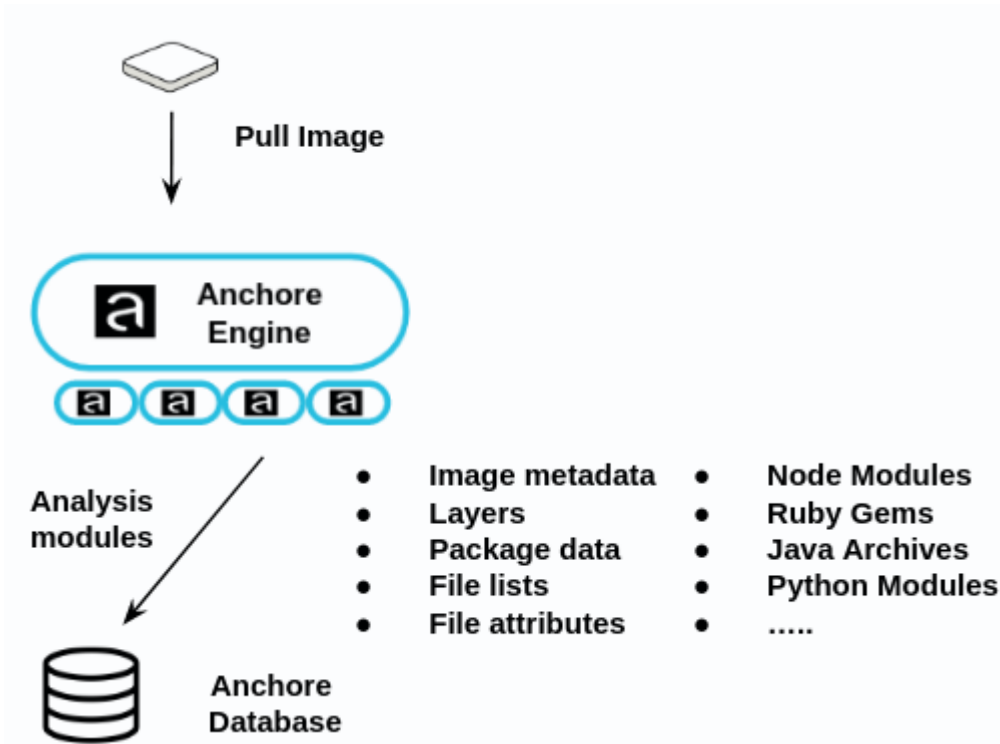 Pull Image
a Anchore
Engine
a a a a
Analysis
modules
● Image metadata ● Node Modules
● Layers ● Ruby Gems
● Package data ● Java Archives
● File lists ● Python Modules
● File attributes ● .....
Anchore
Database